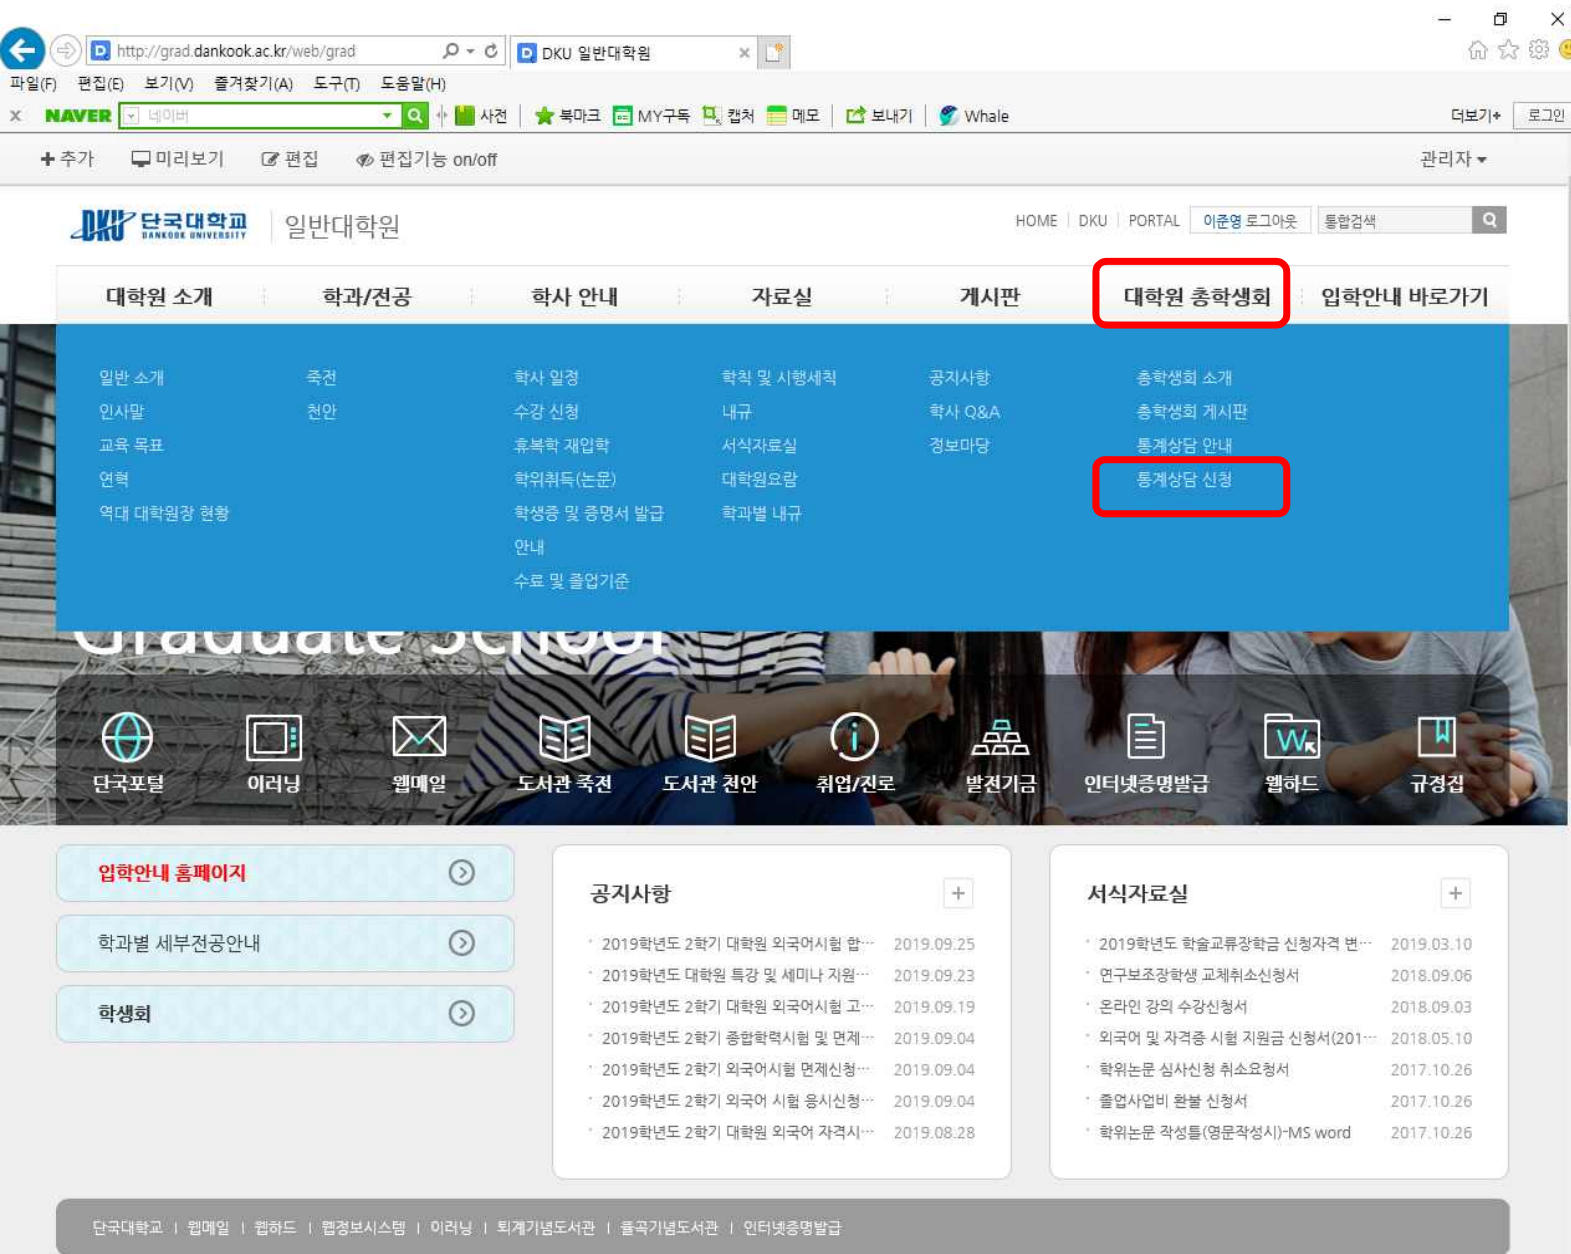 http://grad.dankook.ac.kr/web/grad
DKU 일반대학원
파일(F) 편집(E) 보기(V) 즐겨찾기(A) 도구(T) 도움말(H)
x NAVER 네이버 사전 북마크 MY구독 캡처 메모 보내기 Whale 더보기+ 로그인
추가 미리보기 편집 편집기능 on/off 관리자
DKU 단국대학교 DANKOOK UNIVERSITY 일반대학원 HOME DKU PORTAL 이준영 로그아웃 통합검색
대학원 소개 학과/전공 학사 안내 자료실 게시판 대학원 총학생회 입학안내 바로가기
일반 소개 죽전 학사 일정 학칙 및 시행세칙 공지사항 총학생회 소개
인사말 천안 수강 신청 내규 학사 Q&A 총학생회 게시판
교육 목표 휴복학 재입학 서식자료실 정보마당 통계상담 안내
연혁 학위취득(논문) 대학원요람 통계상담 신청
역대 대학원장 현황 학생증 및 증명서 발급 학과별 내규
안내
수료 및 졸업기준
Graduate School
단국포털 이러닝 웹메일 도서관 죽전 도서관 천안 취업/진로 발전기금 인터넷증명발급 웹하드 규정집
입학안내 홈페이지
학과별 세부전공안내
학생회
공지사항
2019학년도 2학기 대학원 외국어시험 합… 2019.09.25
2019학년도 대학원 특강 및 세미나 지원… 2019.09.23
2019학년도 2학기 대학원 외국어시험 고… 2019.09.19
2019학년도 2학기 종합학력시험 및 면제… 2019.09.04
2019학년도 2학기 외국어시험 면제신청… 2019.09.04
2019학년도 2학기 외국어 시험 응시신청… 2019.09.04
2019학년도 2학기 대학원 외국어 자격시… 2019.08.28
서식자료실
2019학년도 학술교류장학금 신청자격 변… 2019.03.10
연구보조장학생 교체취소신청서 2018.09.06
온라인 강의 수강신청서 2018.09.03
외국어 및 자격증 시험 지원금 신청서(201… 2018.05.10
학위논문 심사신청 취소요청서 2017.10.26
졸업사업비 환불 신청서 2017.10.26
학위논문 작성틀(영문작성시)-MS word 2017.10.26
단국대학교 | 웹메일 | 웹하드 | 웹정보시스템 | 이러닝 | 퇴계기념도서관 | 율곡기념도서관 | 인터넷증명발급